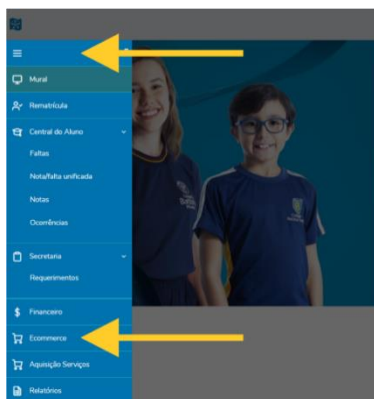 Mural
Rematrícula
Central do Aluno
Faltas
Nota/falta unificada
Notas
Ocorrências
Secretaria
Requerimentos
Financeiro
Ecommerce
Aquisição Serviços
Relatórios